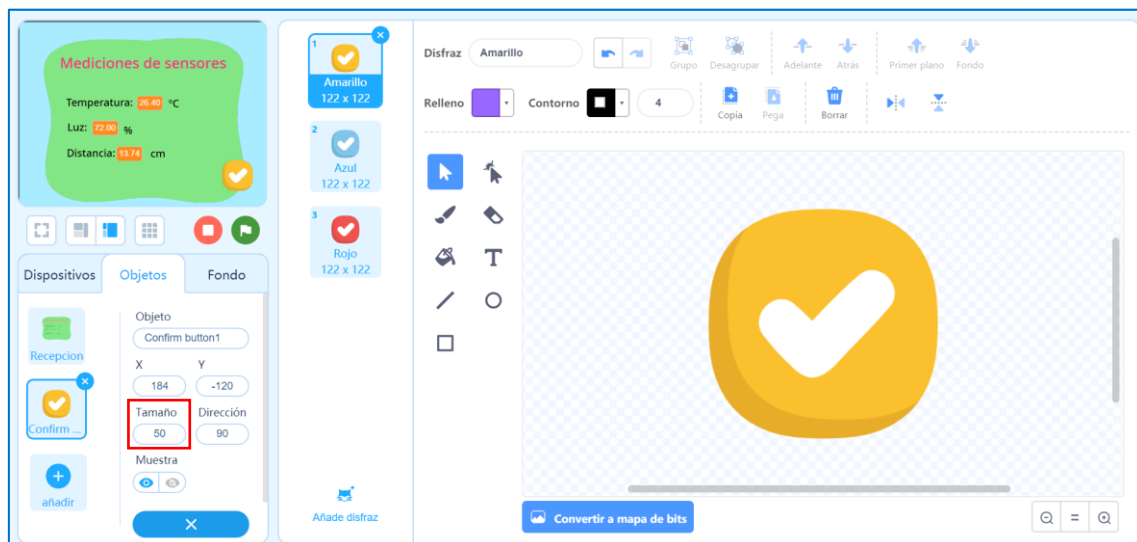 Mediciones de sensores
Temperatura: 26.40 °C
Luz: 72.00 %
Distancia: 13.74 cm
Dispositivos Objetos Fondo
Recepcion
Confirm ...
añadir
Objeto
Confirm button1
X Y
184 -120
Tamaño Dirección
50 90
Muestra
1
Amarillo
122 x 122
2
Azul
122 x 122
3
Rojo
122 x 122
Añade disfraz
Disfraz Amarillo Grupo Desagrupar Adelante Atrás Primer plano Fondo
Relleno Contorno 4 Copia Pega Borrar
T
Convertir a mapa de bits